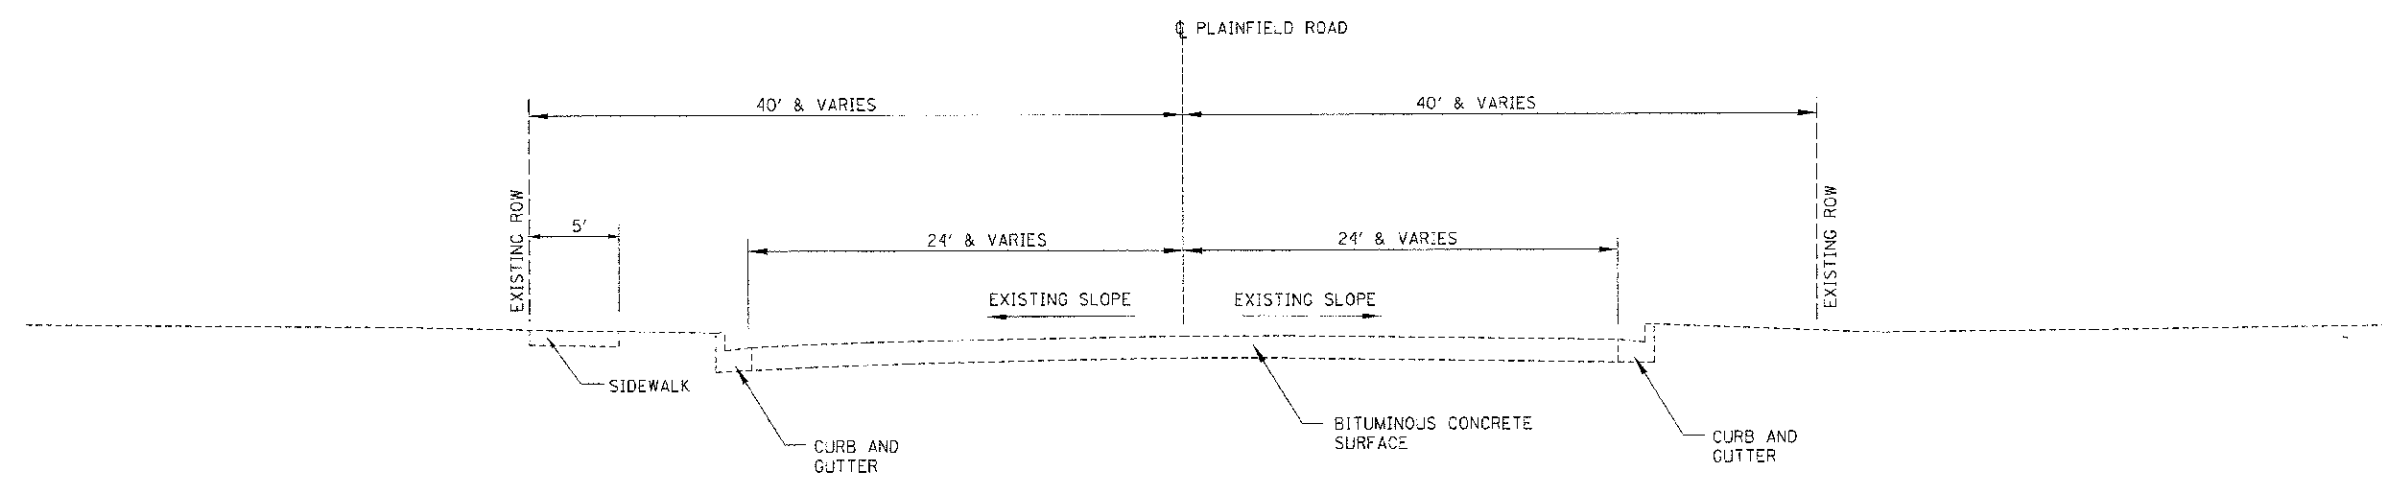 ℄ PLAINFIELD ROAD
40' & VARIES
40' & VARIES
EXISTING ROW
5'
24' & VARIES
24' & VARIES
EXISTING ROW
EXISTING SLOPE
EXISTING SLOPE
SIDEWALK
CURB AND
GUTTER
BITUMINOUS CONCRETE
SURFACE
CURB AND
GUTTER